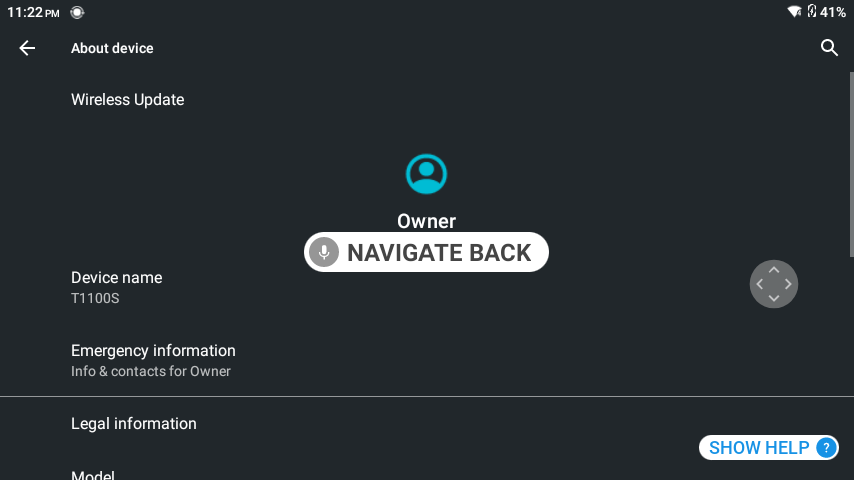 11:22 PM
41%
About device
Wireless Update
Owner
NAVIGATE BACK
Device name
T1100S
Emergency information
Info & contacts for Owner
Legal information
SHOW HELP ?
Model